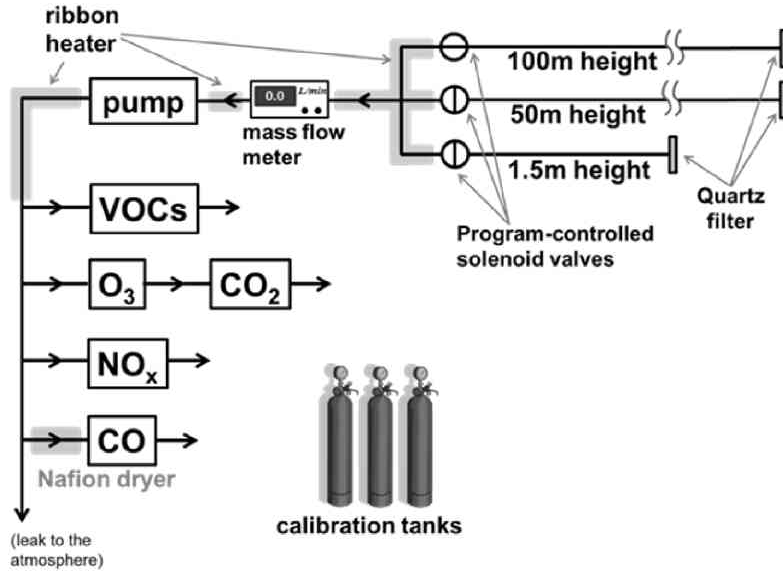 ribbon
heater
100m height
pump
0.0 L/min
50m height
mass flow
meter
1.5m height
Quartz
filter
VOCs
Program-controlled
solenoid valves
O₃
CO₂
NOₓ
CO
Nafion dryer
calibration tanks
(leak to the
atmosphere)